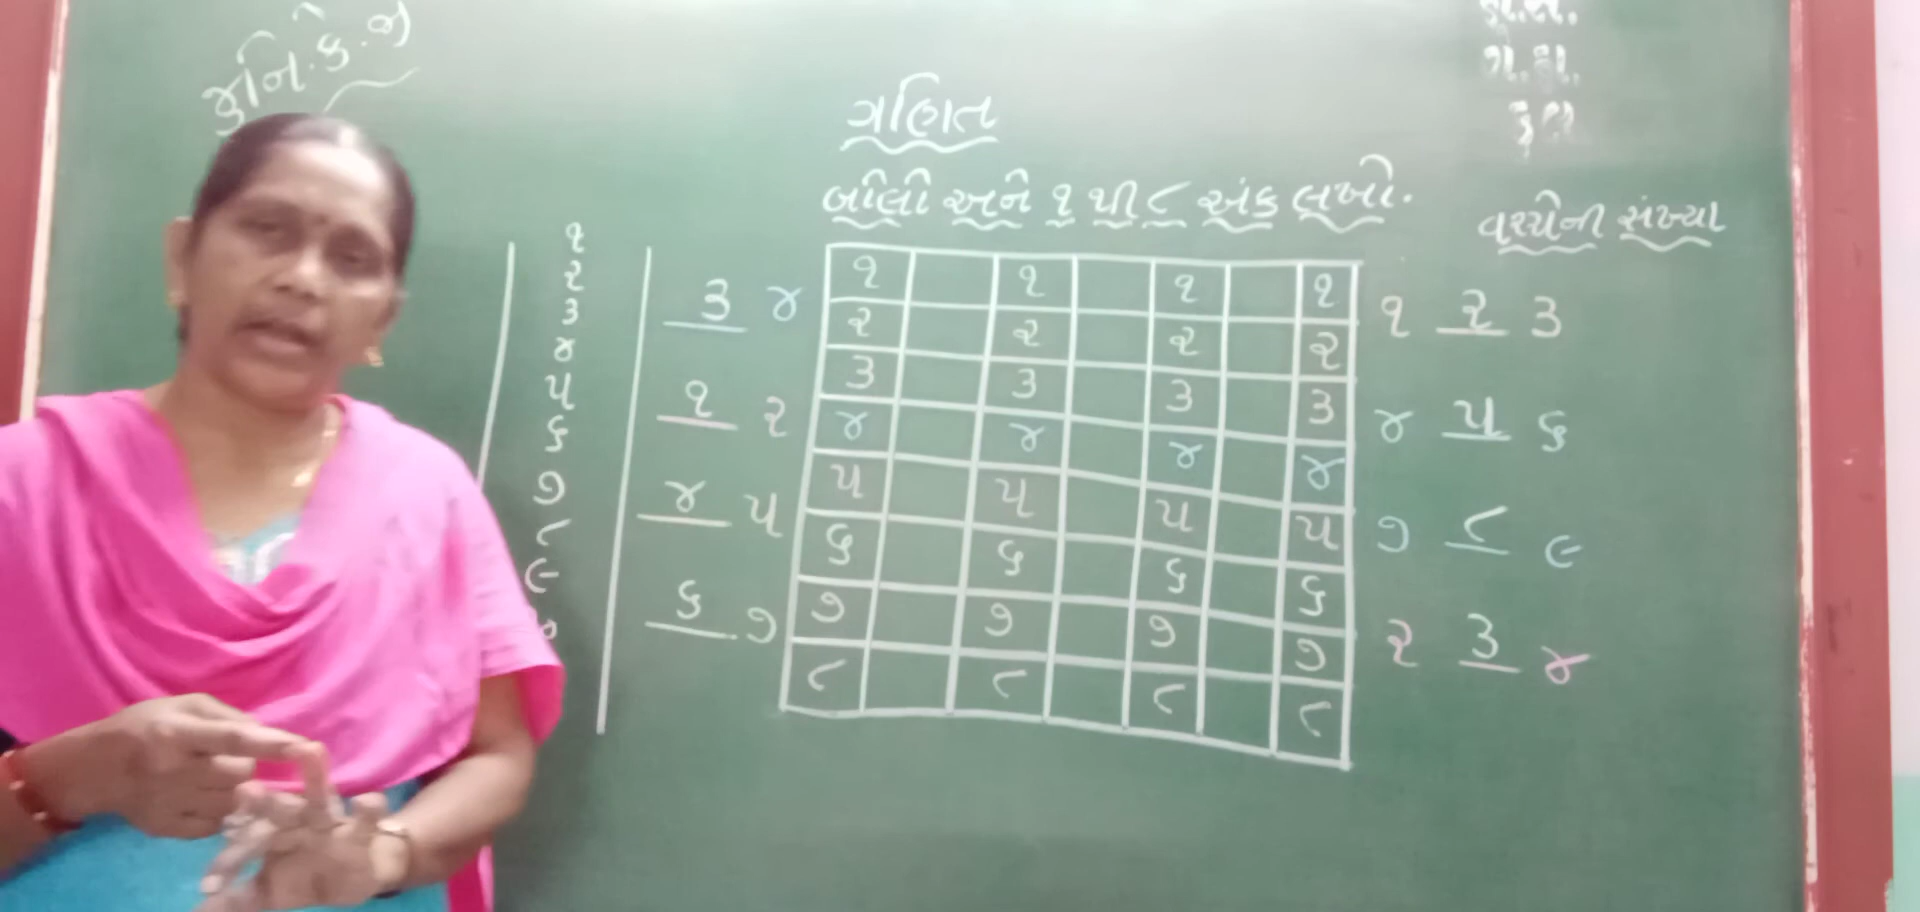 જુનિ.કે.જી
ગણિત
બોલો અને ૧ થી ૮ અંક લખો.
વચ્ચેની સંખ્યા
૧
૨
૩
૪
૫
૬
૭
૮
૯
૩ ૪
૧ ૨
૪ ૫
૬ ૭
૧ ૧ ૧ ૧
૨ ૨ ૨ ૨
૩ ૩ ૩ ૩
૪ ૪ ૪ ૪
૫ ૫ ૫ ૫
૬ ૬ ૬ ૬
૭ ૭ ૭ ૭
૮ ૮ ૮ ૮
૧ ૨ ૩
૪ ૫ ૬
૭ ૮ ૯
૨ ૩ ૪